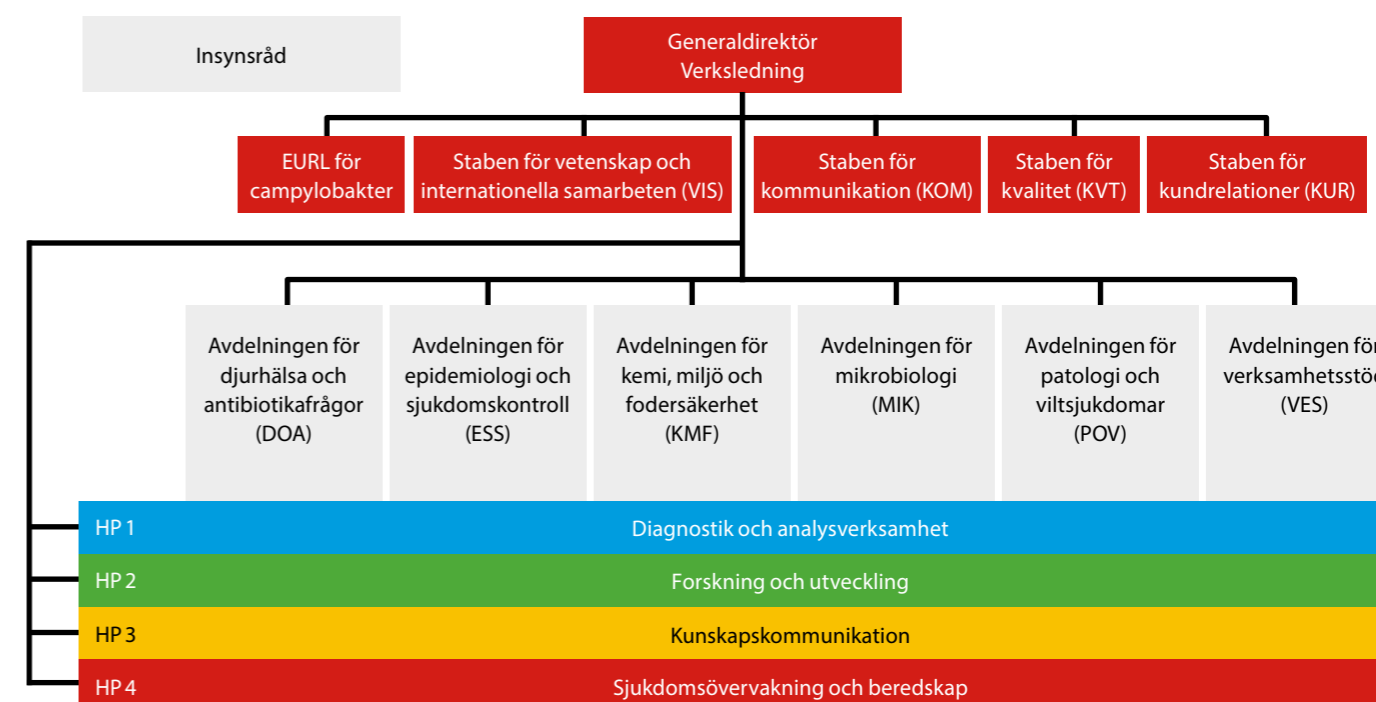 Insynsråd
Generaldirektör
Verksledning
EURL för
campylobakter
Staben för vetenskap och
internationella samarbeten (VIS)
Staben för
kommunikation (KOM)
Staben för
kvalitet (KVT)
Staben för
kundrelationer (KUR)
Avdelningen för
djurhälsa och
antibiotikafrågor
(DOA)
Avdelningen för
epidemiologi och
sjukdomskontroll
(ESS)
Avdelningen för
kemi, miljö och
fodersäkerhet
(KMF)
Avdelningen för
mikrobiologi
(MIK)
Avdelningen för
patologi och
viltsjukdomar
(POV)
Avdelningen för
verksamhetsstöd
(VES)
HP 1 Diagnostik och analysverksamhet
HP 2 Forskning och utveckling
HP 3 Kunskapskommunikation
HP 4 Sjukdomsövervakning och beredskap